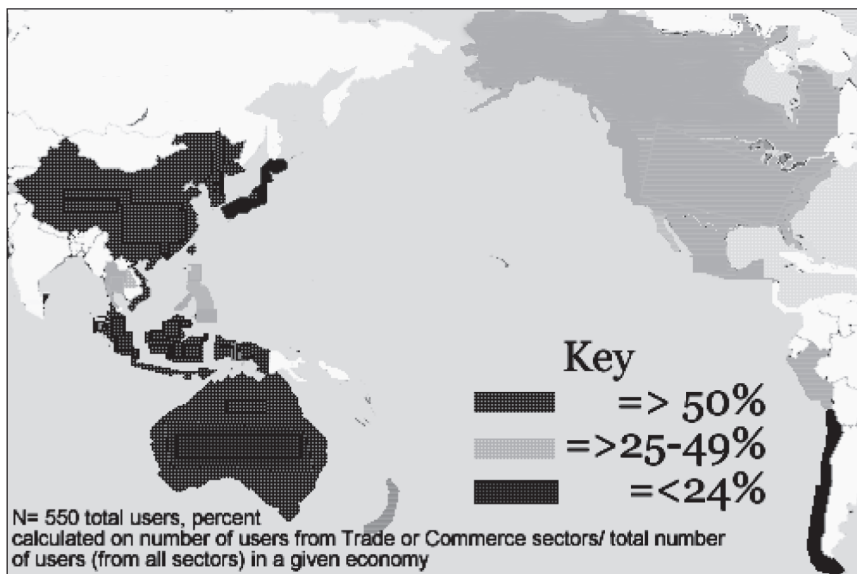 Key
=> 50%
=>25-49%
=<24%
N= 550 total users, percent
calculated on number of users from Trade or Commerce sectors/ total number
of users (from all sectors) in a given economy